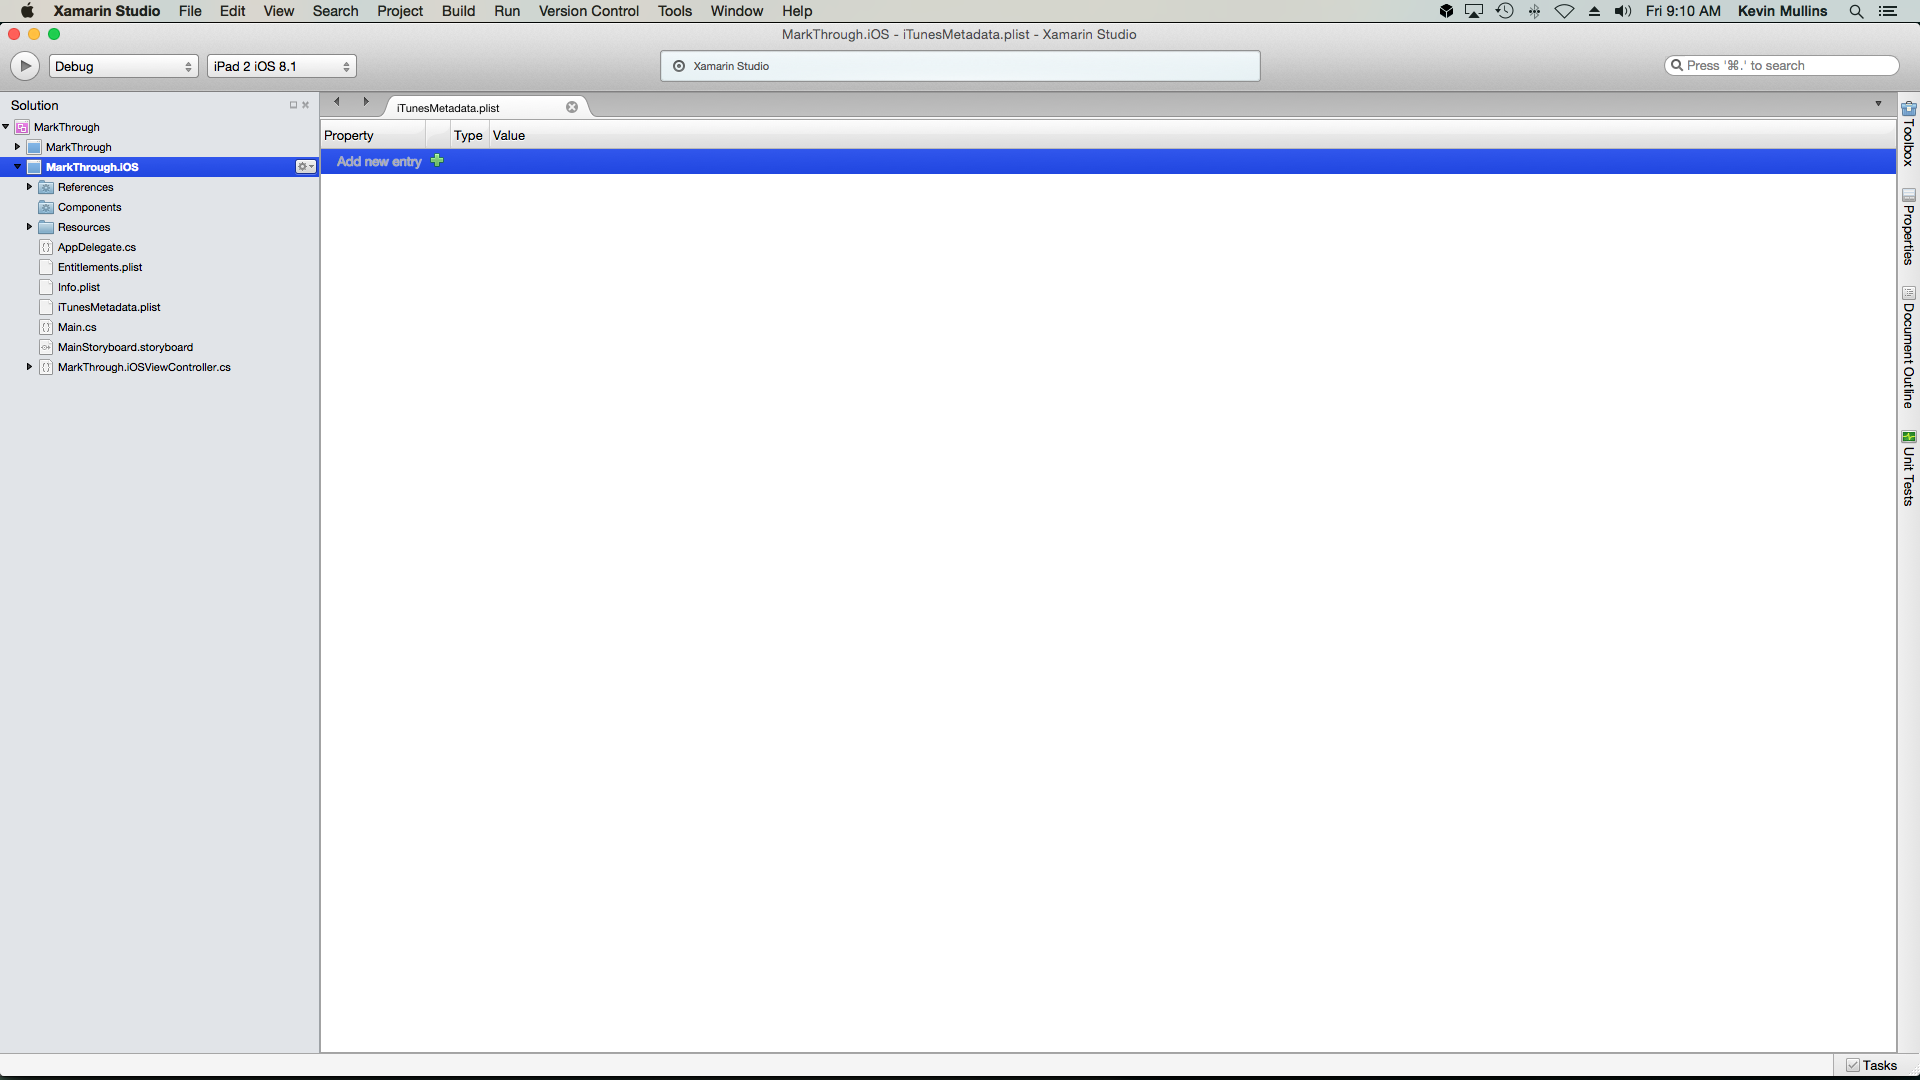 Xamarin Studio File Edit View Search Project Build Run Version Control Tools Window Help Fri 9:10 AM Kevin Mullins
MarkThrough.iOS - iTunesMetadata.plist - Xamarin Studio
Debug iPad 2 iOS 8.1 Xamarin Studio Press '⌘.' to search
Solution
MarkThrough
MarkThrough
MarkThrough.iOS
References
Components
Resources
AppDelegate.cs
Entitlements.plist
Info.plist
iTunesMetadata.plist
Main.cs
MainStoryboard.storyboard
MarkThrough.iOSViewController.cs
iTunesMetadata.plist
Property Type Value
Add new entry
Toolbox
Properties
Document Outline
Unit Tests
Tasks